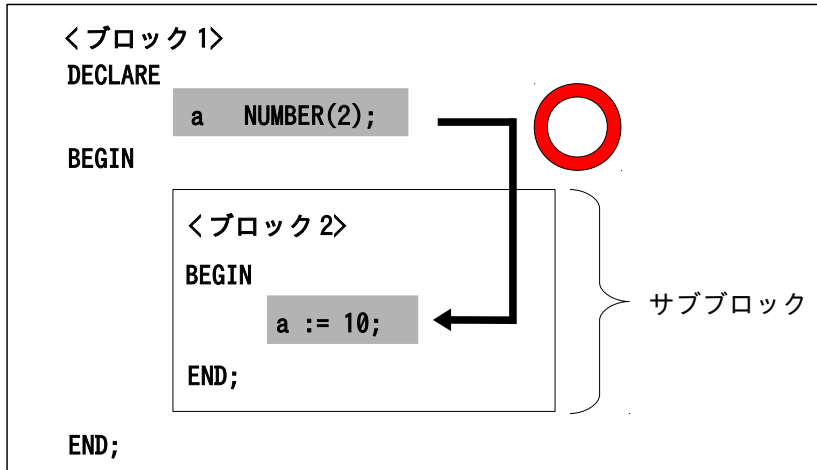 <ブロック1>
DECLARE
a NUMBER(2);
BEGIN
<ブロック2>
BEGIN
a := 10;
サブブロック
END;
END;